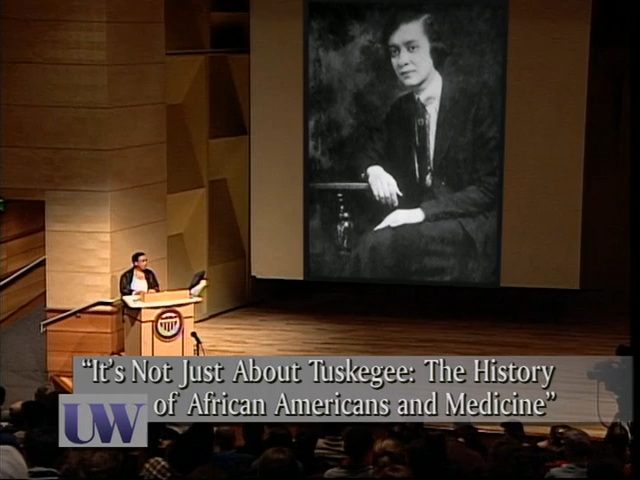 “It’s Not Just About Tuskegee: The History
of African Americans and Medicine”
UW